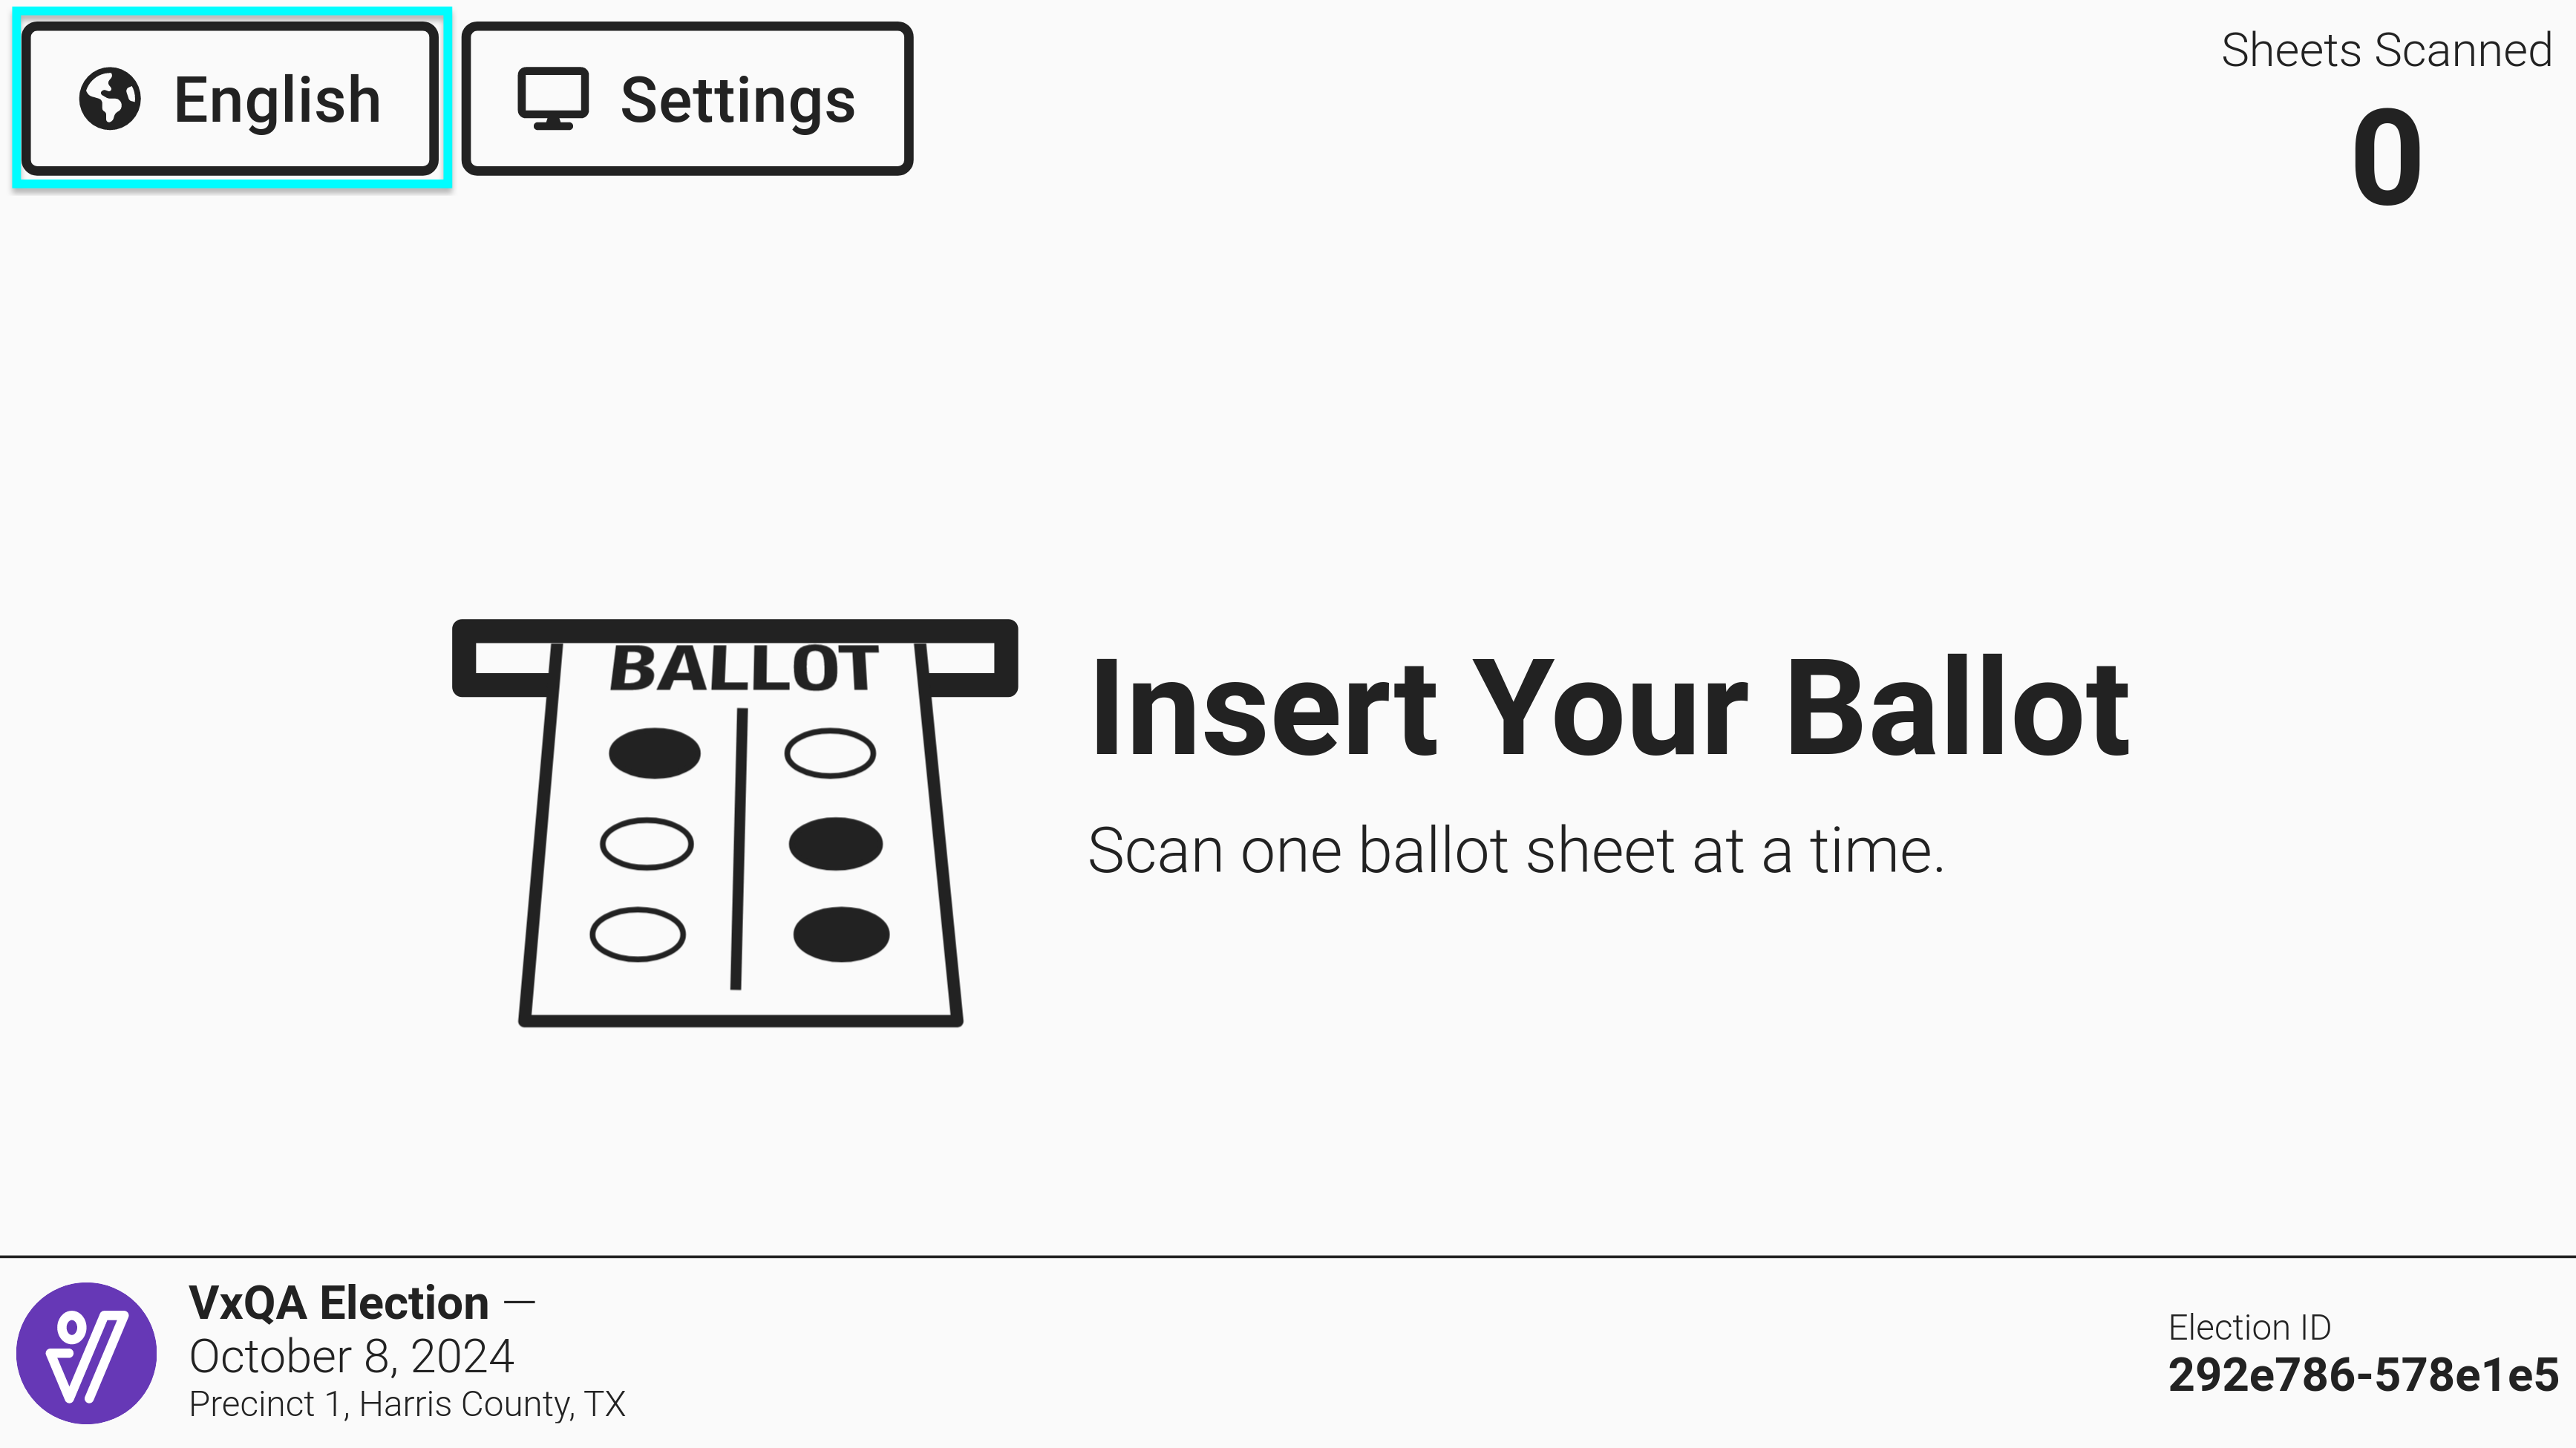 English
Settings
Sheets Scanned
0
BALLOT
Insert Your Ballot
Scan one ballot sheet at a time.
VxQA Election —
October 8, 2024
Precinct 1, Harris County, TX
Election ID
292e786-578e1e5